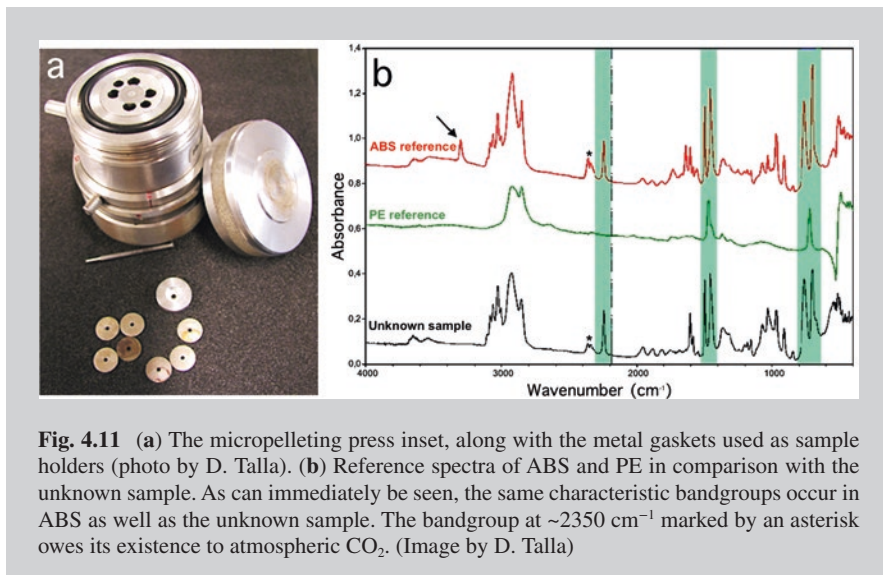 a
b
1,4
1,2
1,0
0,8
0,6
0,4
0,2
0,0
Absorbance
ABS reference
*
PE reference
Unknown sample
*
4000
3000
2000
1000
Wavenumber (cm⁻¹)
Fig. 4.11 (a) The micropelleting press inset, along with the metal gaskets used as sample
holders (photo by D. Talla). (b) Reference spectra of ABS and PE in comparison with the
unknown sample. As can immediately be seen, the same characteristic bandgroups occur in
ABS as well as the unknown sample. The bandgroup at ~2350 cm⁻¹ marked by an asterisk
owes its existence to atmospheric CO₂. (Image by D. Talla)